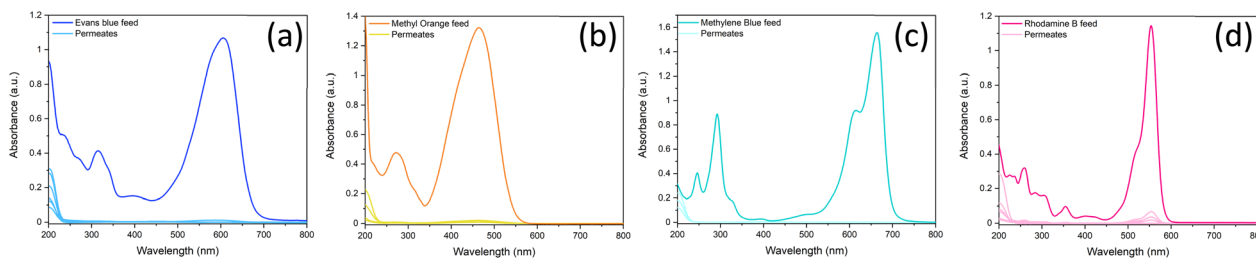 Evans blue feed
Permeates
(a)
Absorbance (a.u.)
1.2
1
0.8
0.6
0.4
0.2
0
200 300 400 500 600 700 800
Wavelength (nm)
Methyl Orange feed
Permeates
(b)
Absorbance (a.u.)
1.4
1.2
1
0.8
0.6
0.4
0.2
0
200 300 400 500 600 700 800
Wavelength (nm)
Methylene Blue feed
Permeates
(c)
Absorbance (a.u.)
1.6
1.4
1.2
1
0.8
0.6
0.4
0.2
0
200 300 400 500 600 700 800
Wavelength (nm)
Rhodamine B feed
Permeates
(d)
Absorbance (a.u.)
1.2
1
0.8
0.6
0.4
0.2
0
200 300 400 500 600 700 800
Wavelength (nm)